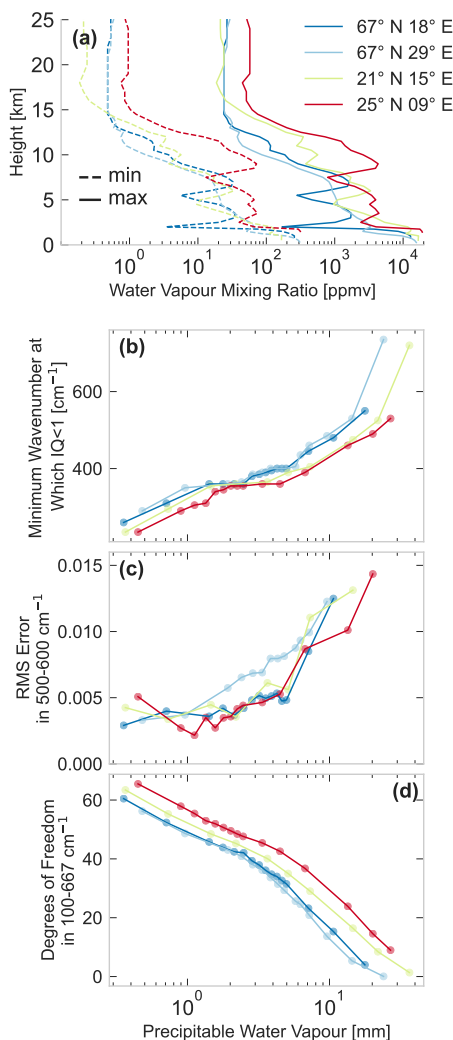 (a)
25
20
15
10
5
0
Height [km]
min
max
67° N 18° E
67° N 29° E
21° N 15° E
25° N 09° E
10⁰
10¹
10²
10³
10⁴
Water Vapour Mixing Ratio [ppmv]
(b)
600
400
Minimum Wavenumber at
Which IQ<1 [cm⁻¹]
(c)
0.015
0.010
0.005
0.000
RMS Error
in 500-600 cm⁻¹
(d)
60
40
20
0
Degrees of Freedom
in 100-667 cm⁻¹
10⁰
10¹
Precipitable Water Vapour [mm]